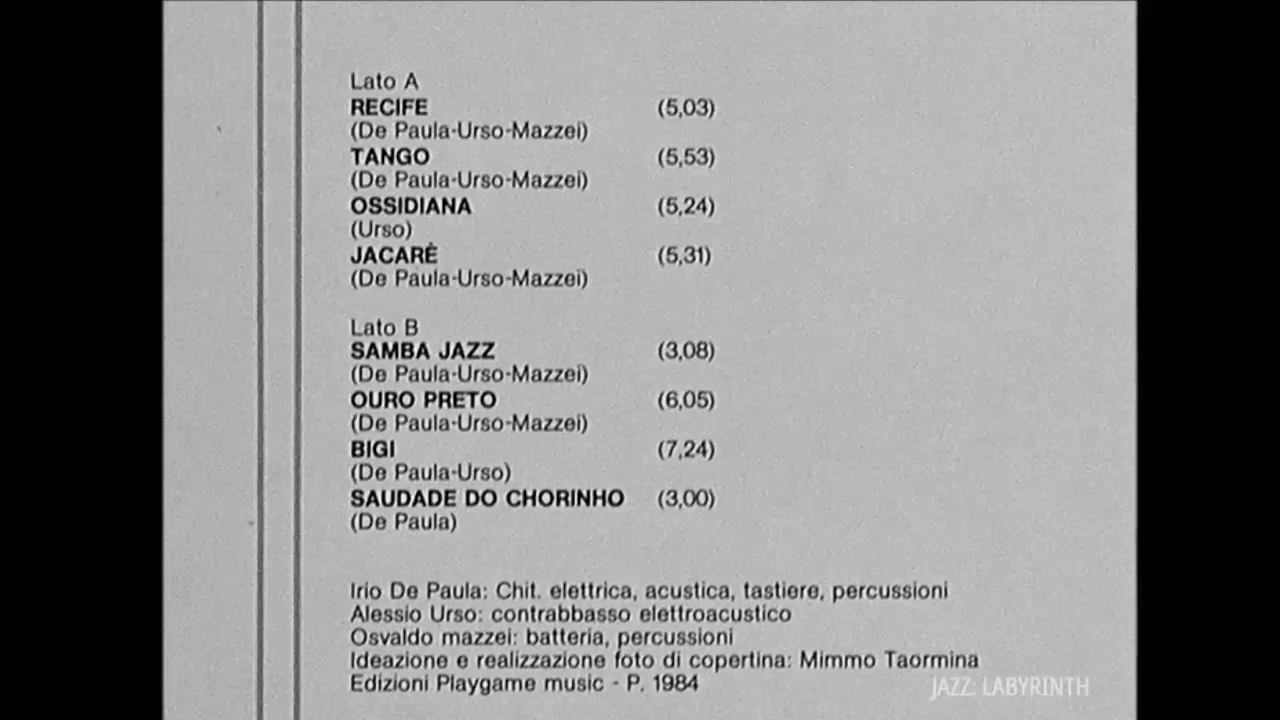 Lato A
RECIFE (5,03)
(De Paula-Urso-Mazzei)
TANGO (5,53)
(De Paula-Urso-Mazzei)
OSSIDIANA (5,24)
(Urso)
JACARÈ (5,31)
(De Paula-Urso-Mazzei)
Lato B
SAMBA JAZZ (3,08)
(De Paula-Urso-Mazzei)
OURO PRETO (6,05)
(De Paula-Urso-Mazzei)
BIGI (7,24)
(De Paula-Urso)
SAUDADE DO CHORINHO (3,00)
(De Paula)
Irio De Paula: Chit. elettrica, acustica, tastiere, percussioni
Alessio Urso: contrabbasso elettroacustico
Osvaldo mazzei: batteria, percussioni
Ideazione e realizzazione foto di copertina: Mimmo Taormina
Edizioni Playgame music - P. 1984
JAZZ: LABYRINTH